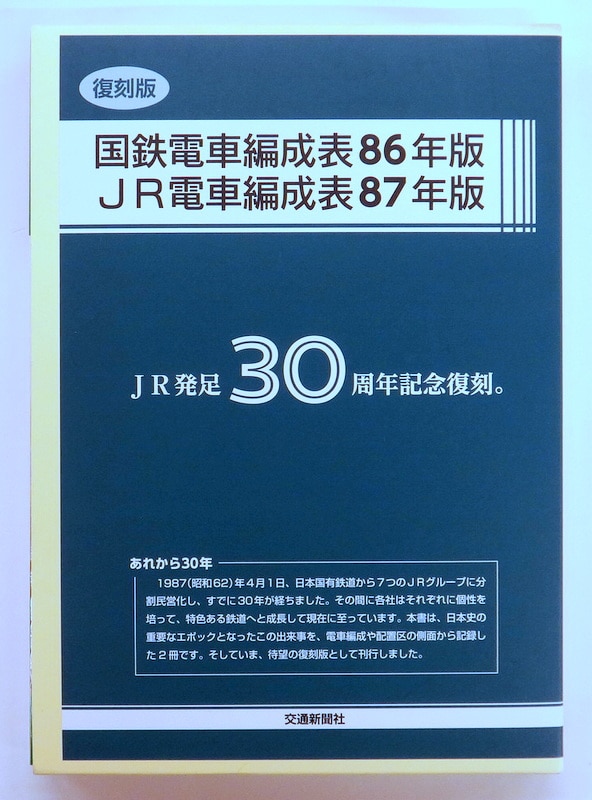 復刻版
国鉄電車編成表86年版
JR電車編成表87年版
JR発足30周年記念復刻。
あれから30年
1987(昭和62)年4月1日、日本国有鉄道から7つのJRグループに分
割民営化し、すでに30年が経ちました。その間に各社はそれぞれに個性を
培って、特色ある鉄道へと成長して現在に至っています。本書は、日本史の
重要なエポックとなったこの出来事を、電車編成や配置区の側面から記録し
た2冊です。そしていま、待望の復刻版として刊行しました。
交通新聞社